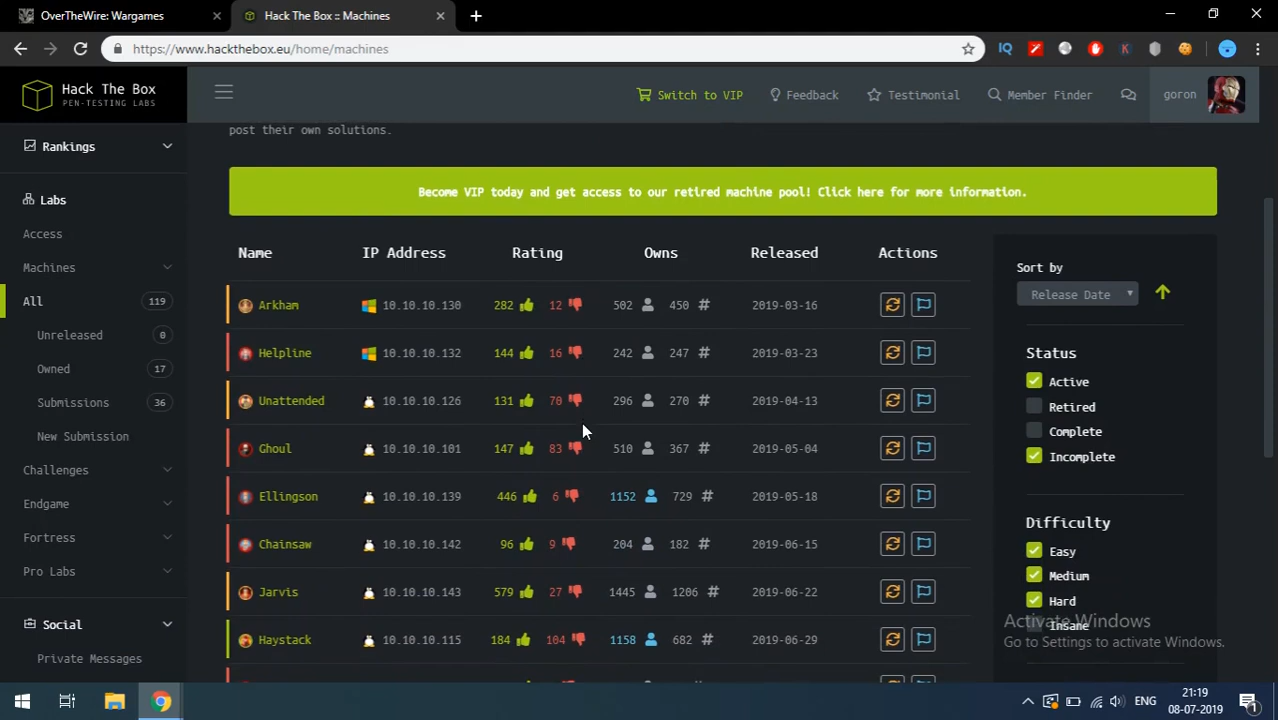 OverTheWire: Wargames
Hack The Box :: Machines
https://www.hackthebox.eu/home/machines
IQ
K
Hack The Box
PEN-TESTING LABS
Switch to VIP
Feedback
Testimonial
Member Finder
goron
Rankings
Labs
Access
Machines
All 119
Unreleased 0
Owned 17
Submissions 36
New Submission
Challenges
Endgame
Fortress
Pro Labs
Social
Private Messages
post their own solutions.
Become VIP today and get access to our retired machine pool! Click here for more information.
Name IP Address Rating Owns Released Actions
Arkham 10.10.10.130 282 12 502 450 # 2019-03-16
Helpline 10.10.10.132 144 16 242 247 # 2019-03-23
Unattended 10.10.10.126 131 70 296 270 # 2019-04-13
Ghoul 10.10.10.101 147 83 510 367 # 2019-05-04
Ellingson 10.10.10.139 446 6 1152 729 # 2019-05-18
Chainsaw 10.10.10.142 96 9 204 182 # 2019-06-15
Jarvis 10.10.10.143 579 27 1445 1206 # 2019-06-22
Haystack 10.10.10.115 184 104 1158 682 # 2019-06-29
Sort by
Release Date
Status
Active
Retired
Complete
Incomplete
Difficulty
Easy
Medium
Hard
Insane
Activate Windows
Go to Settings to activate Windows.
ENG
21:19
08-07-2019
1